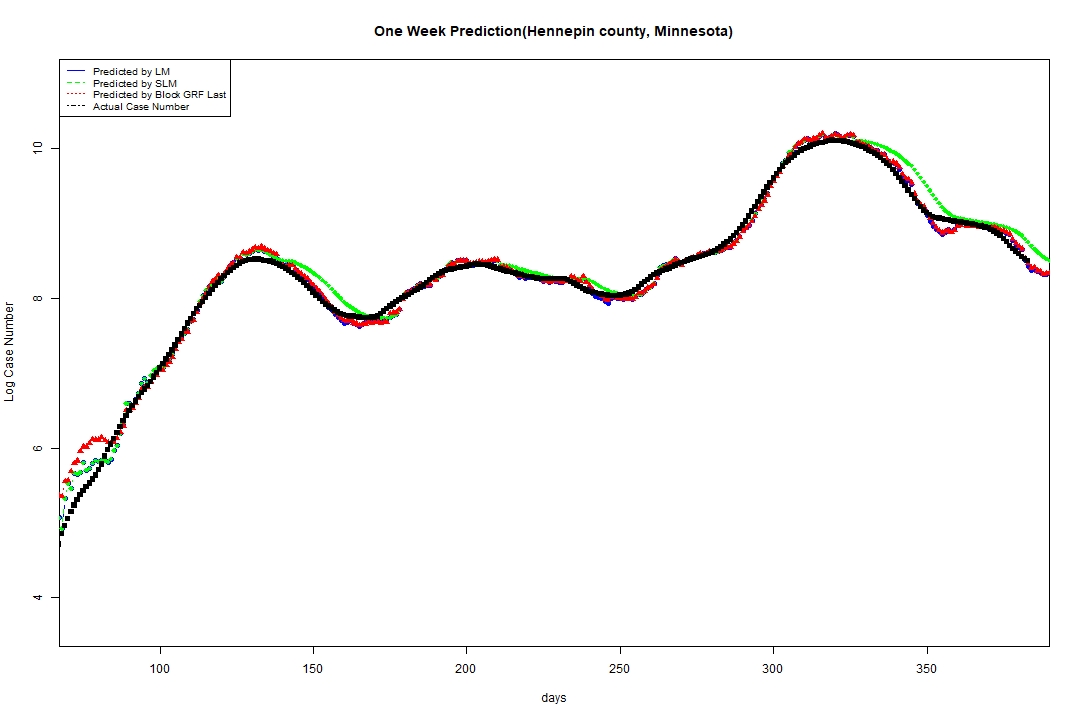 One Week Prediction(Hennepin county, Minnesota)
Predicted by LM
Predicted by SLM
Predicted by Block GRF Last
Actual Case Number
Log Case Number
10
8
6
4
100 150 200 250 300 350
days